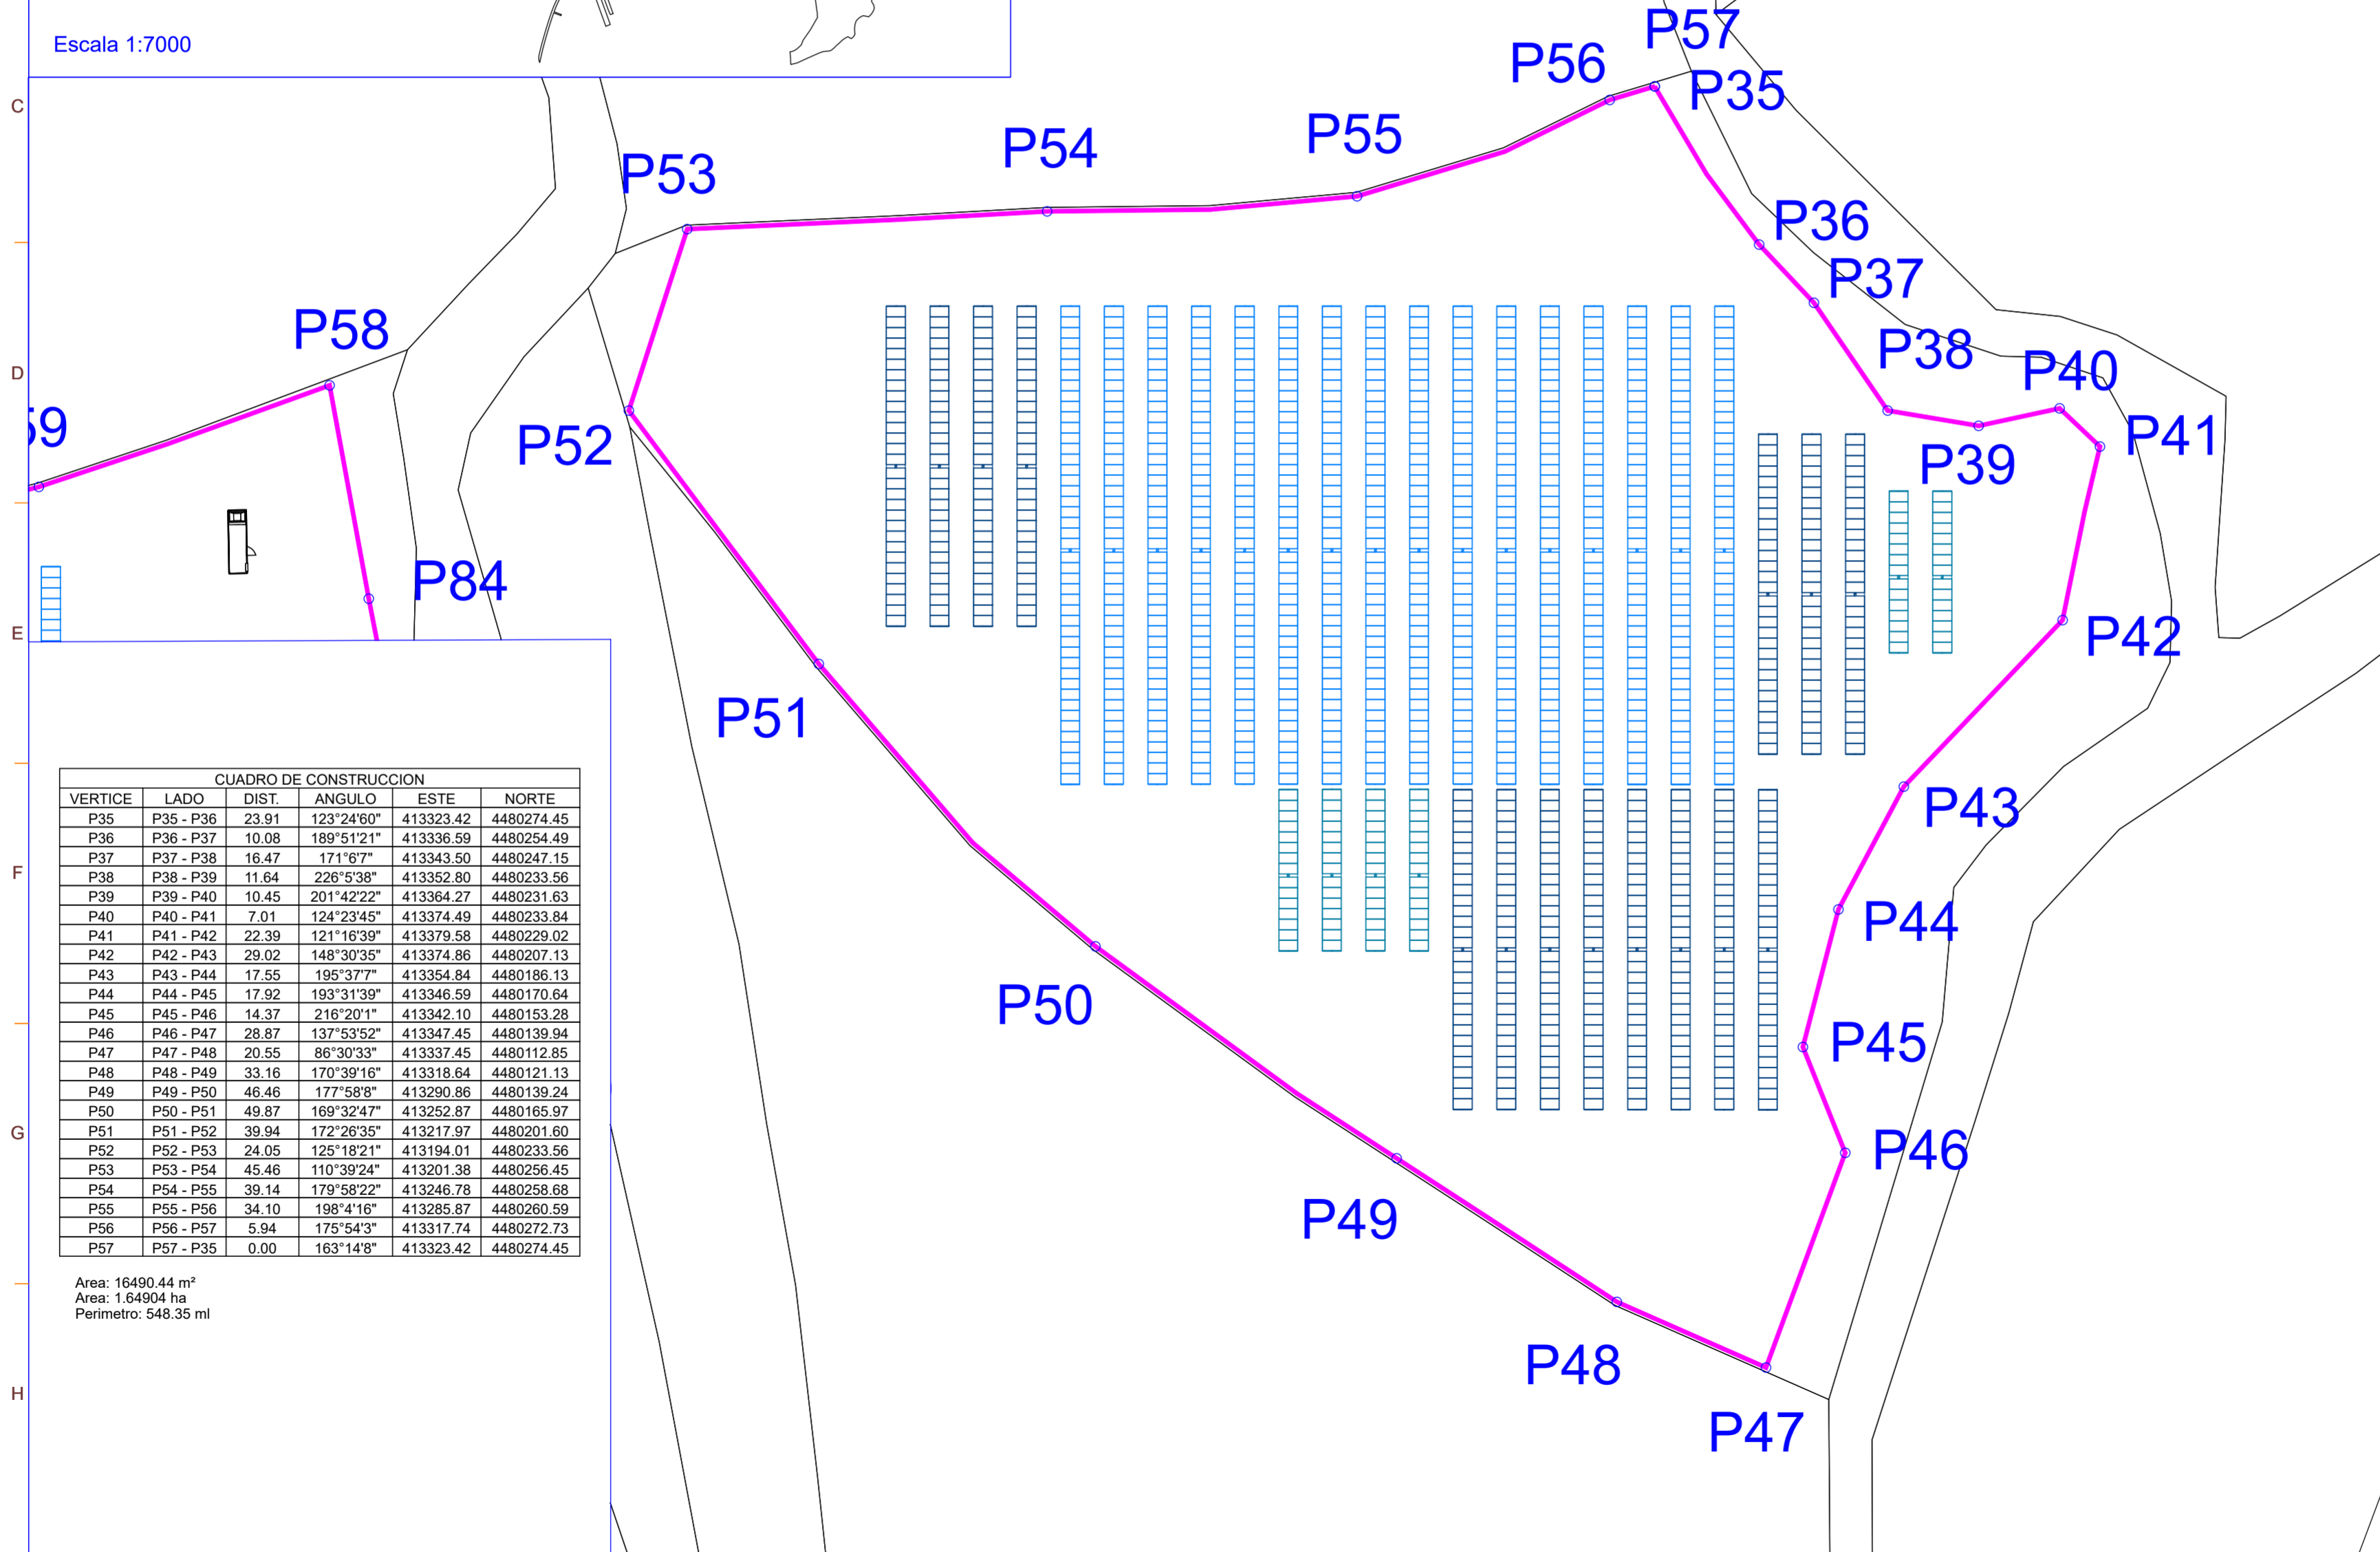 Escala 1:7000
P57
P56
P35
C
P55
P54
P53
P36
P37
P58
P38
P40
D
59
P52
P41
P39
P84
E
P42
P51
CUADRO DE CONSTRUCCION
VERTICE LADO DIST. ANGULO ESTE NORTE
P35 P35 - P36 23.91 123°24'60" 413323.42 4480274.45
P36 P36 - P37 10.08 189°51'21" 413336.59 4480254.49
P37 P37 - P38 16.47 171°6'7" 413343.50 4480247.15
P38 P38 - P39 11.64 226°5'38" 413352.80 4480233.56
P39 P39 - P40 10.45 201°42'22" 413364.27 4480231.63
P40 P40 - P41 7.01 124°23'45" 413374.49 4480233.84
P41 P41 - P42 22.39 121°16'39" 413379.58 4480229.02
P42 P42 - P43 29.02 148°30'35" 413374.86 4480207.13
P43 P43 - P44 17.55 195°37'7" 413354.84 4480186.13
P44 P44 - P45 17.92 193°31'39" 413346.59 4480170.64
P45 P45 - P46 14.37 216°20'1" 413342.10 4480153.28
P46 P46 - P47 28.87 137°53'52" 413347.45 4480139.94
P47 P47 - P48 20.55 86°30'33" 413337.45 4480112.85
P48 P48 - P49 33.16 170°39'16" 413318.64 4480121.13
P49 P49 - P50 46.46 177°58'8" 413290.86 4480139.24
P50 P50 - P51 49.87 169°32'47" 413252.87 4480165.97
P51 P51 - P52 39.94 172°26'35" 413217.97 4480201.60
P52 P52 - P53 24.05 125°18'21" 413194.01 4480233.56
P53 P53 - P54 45.46 110°39'24" 413201.38 4480256.45
P54 P54 - P55 39.14 179°58'22" 413246.78 4480258.68
P55 P55 - P56 34.10 198°4'16" 413285.87 4480260.59
P56 P56 - P57 5.94 175°54'3" 413317.74 4480272.73
P57 P57 - P35 0.00 163°14'8" 413323.42 4480274.45
Area: 16490.44 m²
Area: 1.64904 ha
Perimetro: 548.35 ml
P43
F
P44
P50
P45
G
P46
P49
P48
H
P47